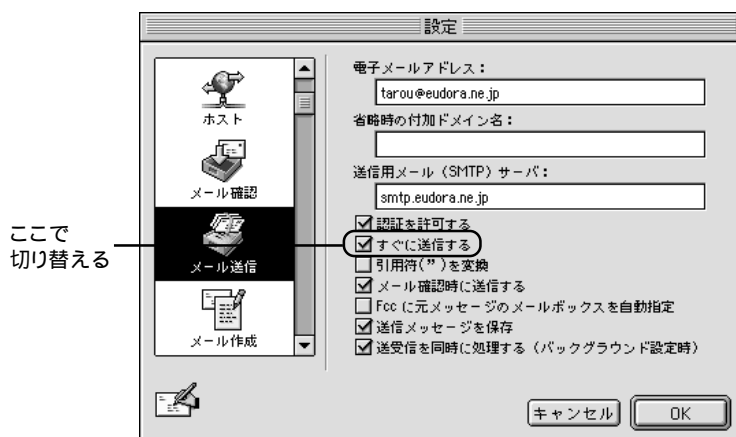 設定
ホスト
メール確認
メール送信
メール作成
ここで
切り替える
電子メールアドレス：
tarou@eudora.ne.jp
省略時の付加ドメイン名：
送信用メール（SMTP）サーバ：
smtp.eudora.ne.jp
認証を許可する
すぐに送信する
引用符(”)を変換
メール確認時に送信する
Fcc に元メッセージのメールボックスを自動指定
送信メッセージを保存
送受信を同時に処理する（バックグラウンド設定時）
キャンセル
OK